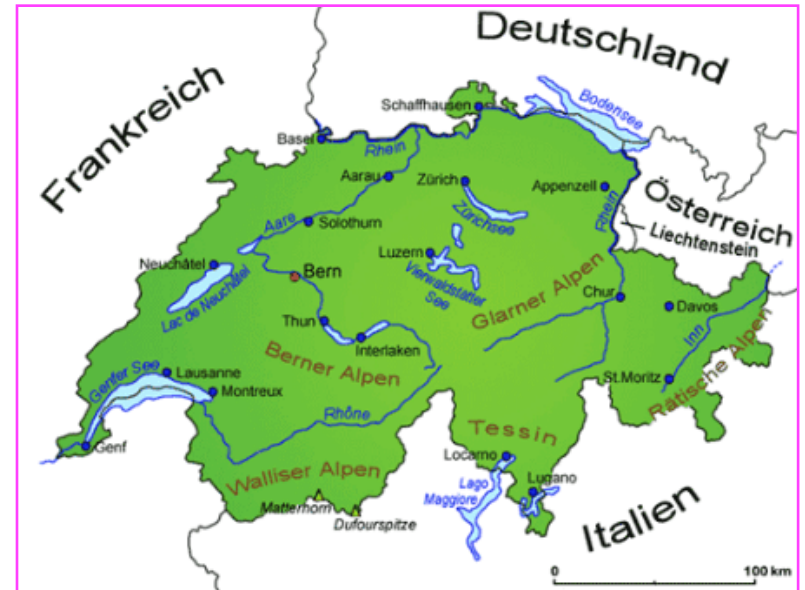 Deutschland
Frankreich
Schaffhausen
Bodensee
Basel
Rhein
Aarau
Zürich
Appenzell
Österreich
Zürichsee
Rhein
Liechtenstein
Aare
Solothurn
Luzern
Vierwaldstätter
See
Neuchâtel
Lac de Neuchâtel
Bern
Glarner Alpen
Chur
Davos
Thun
Interlaken
Inn
Berner Alpen
Genfer See
Lausanne
Montreux
St.Moritz
Rätische Alpen
Rhône
Tessin
Genf
Locarno
Walliser Alpen
Lago
Maggiore
Lugano
Matterhorn
Dufourspitze
Italien
0 100 km